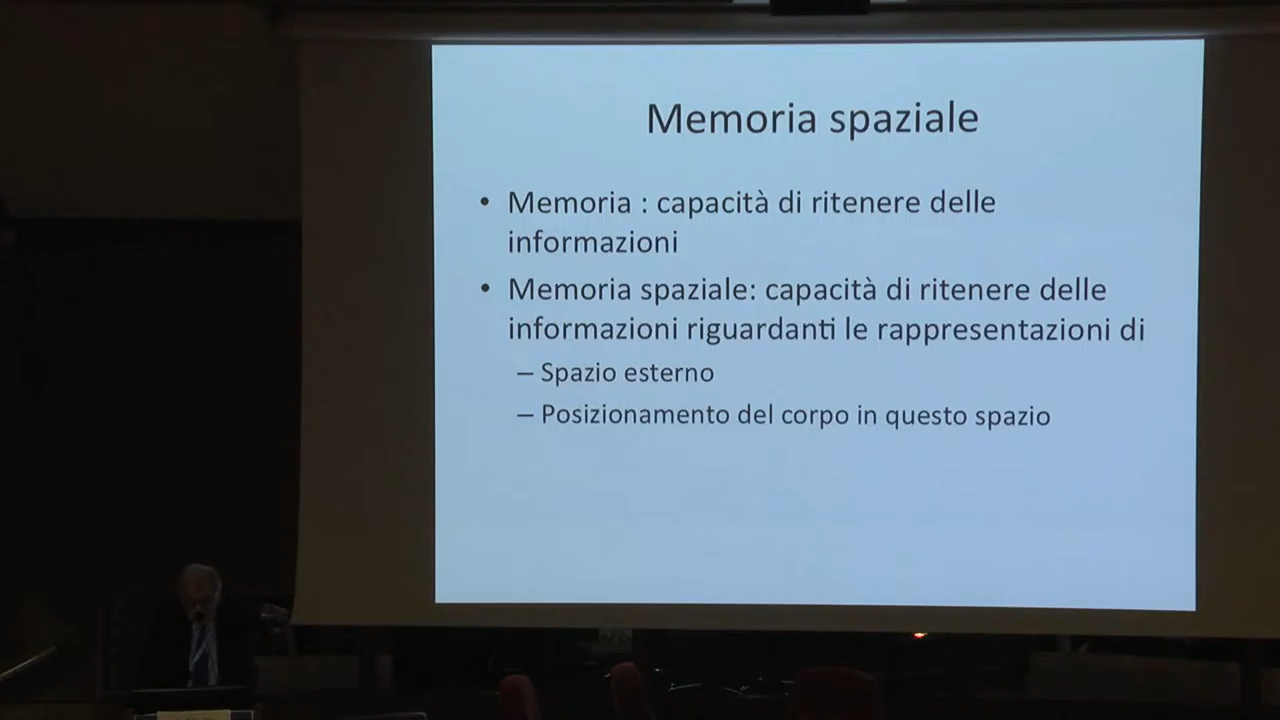 Memoria spaziale
• Memoria : capacità di ritenere delle
informazioni
• Memoria spaziale: capacità di ritenere delle
informazioni riguardanti le rappresentazioni di
– Spazio esterno
– Posizionamento del corpo in questo spazio